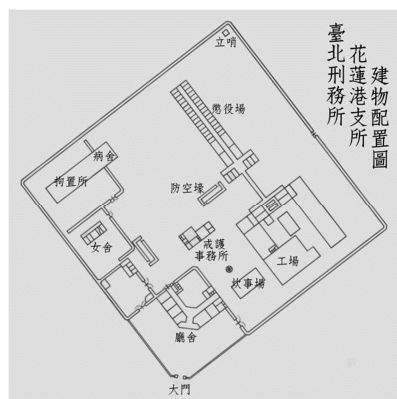 臺北刑務所
花蓮港支所
建物配置圖
立哨
懲役場
病舍
拘置所
防空壕
女舍
戒護
事務所
工場
炊事場
廳舍
大門